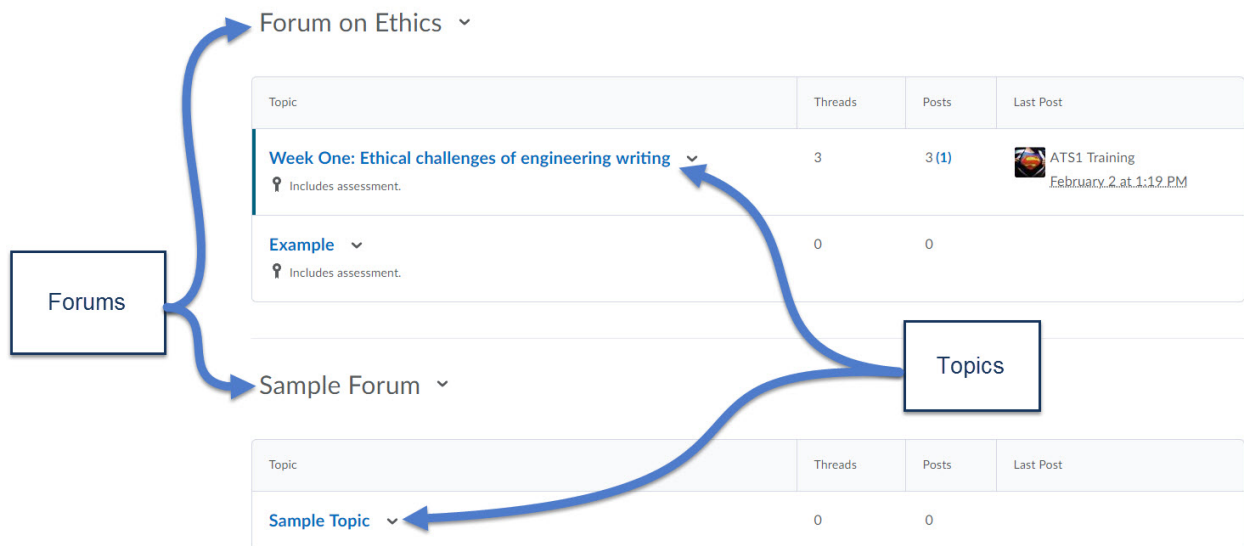 Forum on Ethics
Topic Threads Posts Last Post
Week One: Ethical challenges of engineering writing 3 3 (1) ATS1 Training
Includes assessment. February 2 at 1:19 PM
Example 0 0
Includes assessment.
Forums
Topics
Sample Forum
Topic Threads Posts Last Post
Sample Topic 0 0